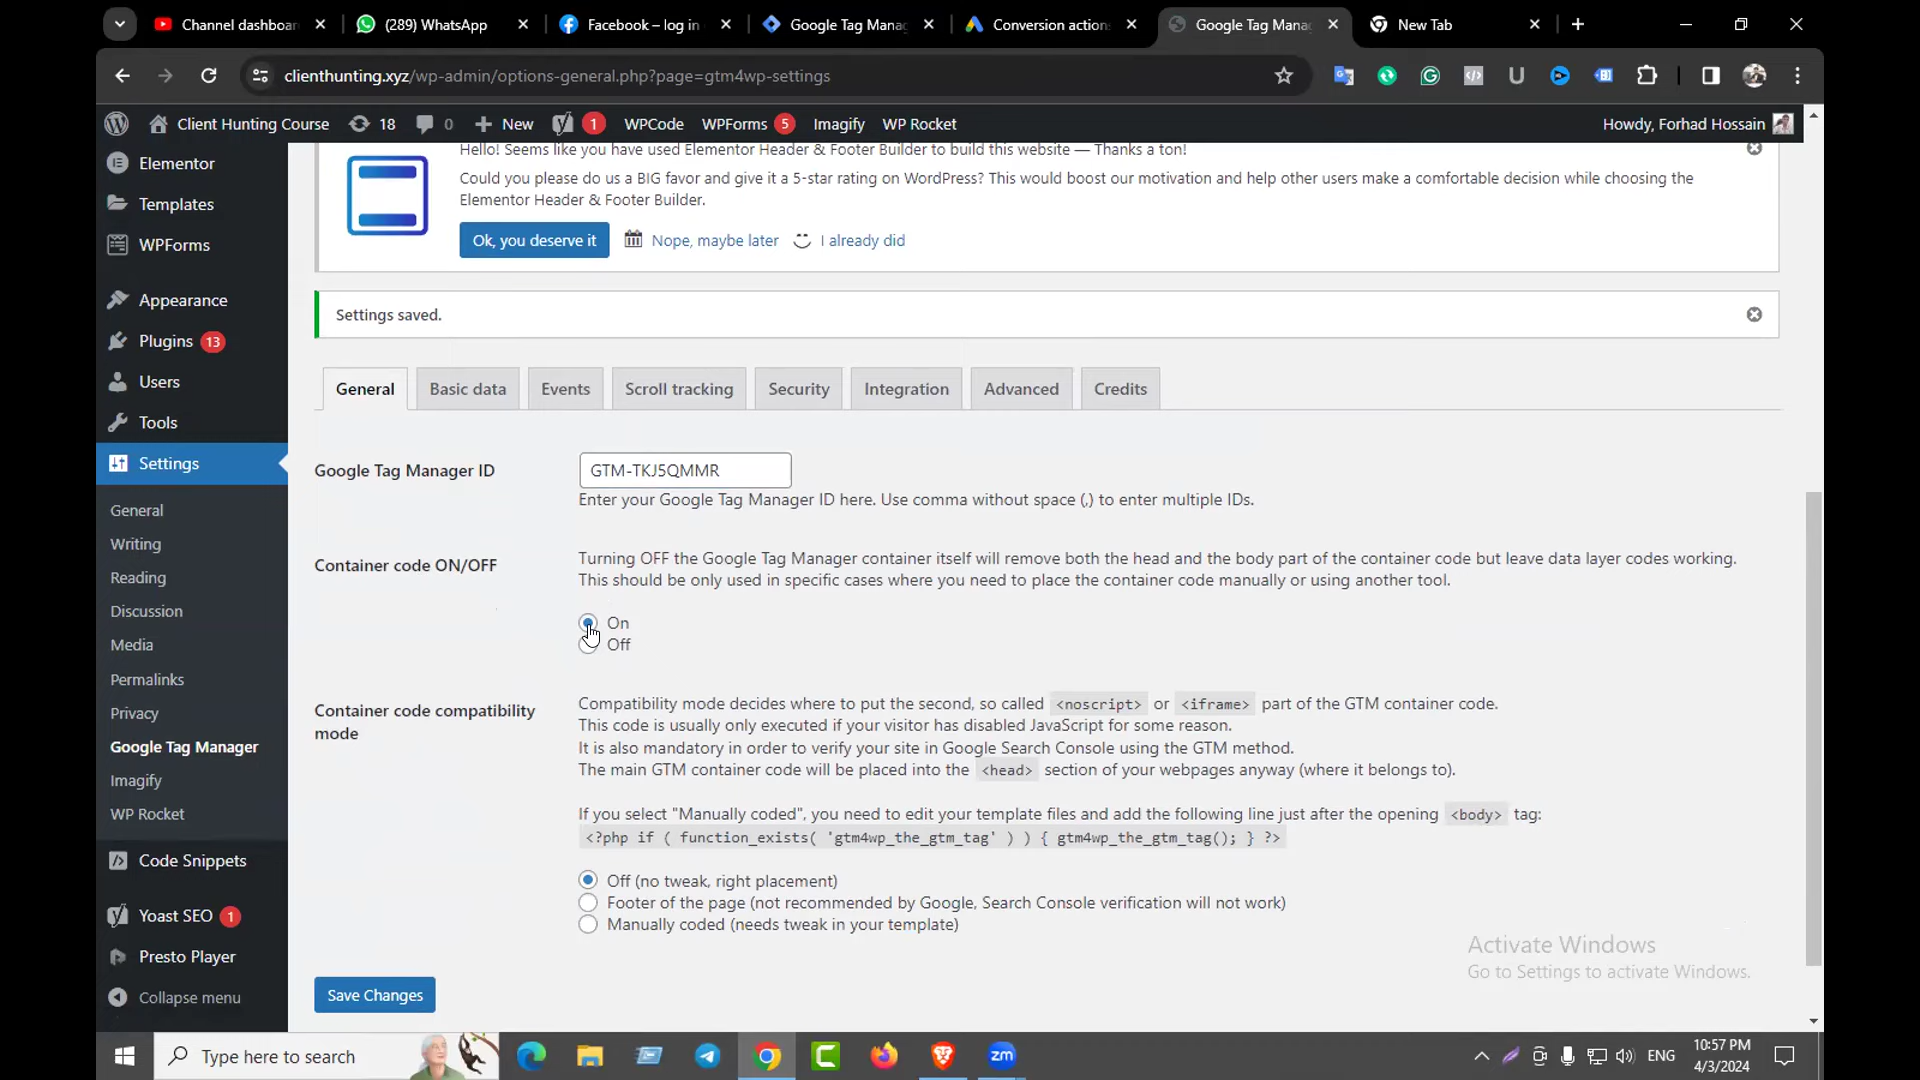 Channel dashboar
(289) WhatsApp
Facebook – log in
Google Tag Mana
Conversion action
Google Tag Mana
New Tab
clienthunting.xyz/wp-admin/options-general.php?page=gtm4wp-settings
Client Hunting Course
18
0
New
1
WPCode
WPForms 5
Imagify
WP Rocket
Howdy, Forhad Hossain
Elementor
Templates
WPForms
Appearance
Plugins 13
Users
Tools
Settings
General
Writing
Reading
Discussion
Media
Permalinks
Privacy
Google Tag Manager
Imagify
WP Rocket
Code Snippets
Yoast SEO 1
Presto Player
Collapse menu
Hello! Seems like you have used Elementor Header & Footer Builder to build this website — Thanks a ton!
Could you please do us a BIG favor and give it a 5-star rating on WordPress? This would boost our motivation and help other users make a comfortable decision while choosing the
Elementor Header & Footer Builder.
Ok, you deserve it
Nope, maybe later
I already did
Settings saved.
General
Basic data
Events
Scroll tracking
Security
Integration
Advanced
Credits
Google Tag Manager ID
GTM-TKJ5QMMR
Enter your Google Tag Manager ID here. Use comma without space (,) to enter multiple IDs.
Container code ON/OFF
Turning OFF the Google Tag Manager container itself will remove both the head and the body part of the container code but leave data layer codes working.
This should be only used in specific cases where you need to place the container code manually or using another tool.
On
Off
Container code compatibility
mode
Compatibility mode decides where to put the second, so called <noscript> or <iframe> part of the GTM container code.
This code is usually only executed if your visitor has disabled JavaScript for some reason.
It is also mandatory in order to verify your site in Google Search Console using the GTM method.
The main GTM container code will be placed into the <head> section of your webpages anyway (where it belongs to).
If you select "Manually coded", you need to edit your template files and add the following line just after the opening <body> tag:
<?php if ( function_exists( 'gtm4wp_the_gtm_tag' ) ) { gtm4wp_the_gtm_tag(); } ?>
Off (no tweak, right placement)
Footer of the page (not recommended by Google, Search Console verification will not work)
Manually coded (needs tweak in your template)
Save Changes
Activate Windows
Go to Settings to activate Windows.
Type here to search
zm
ENG
10:57 PM
4/3/2024